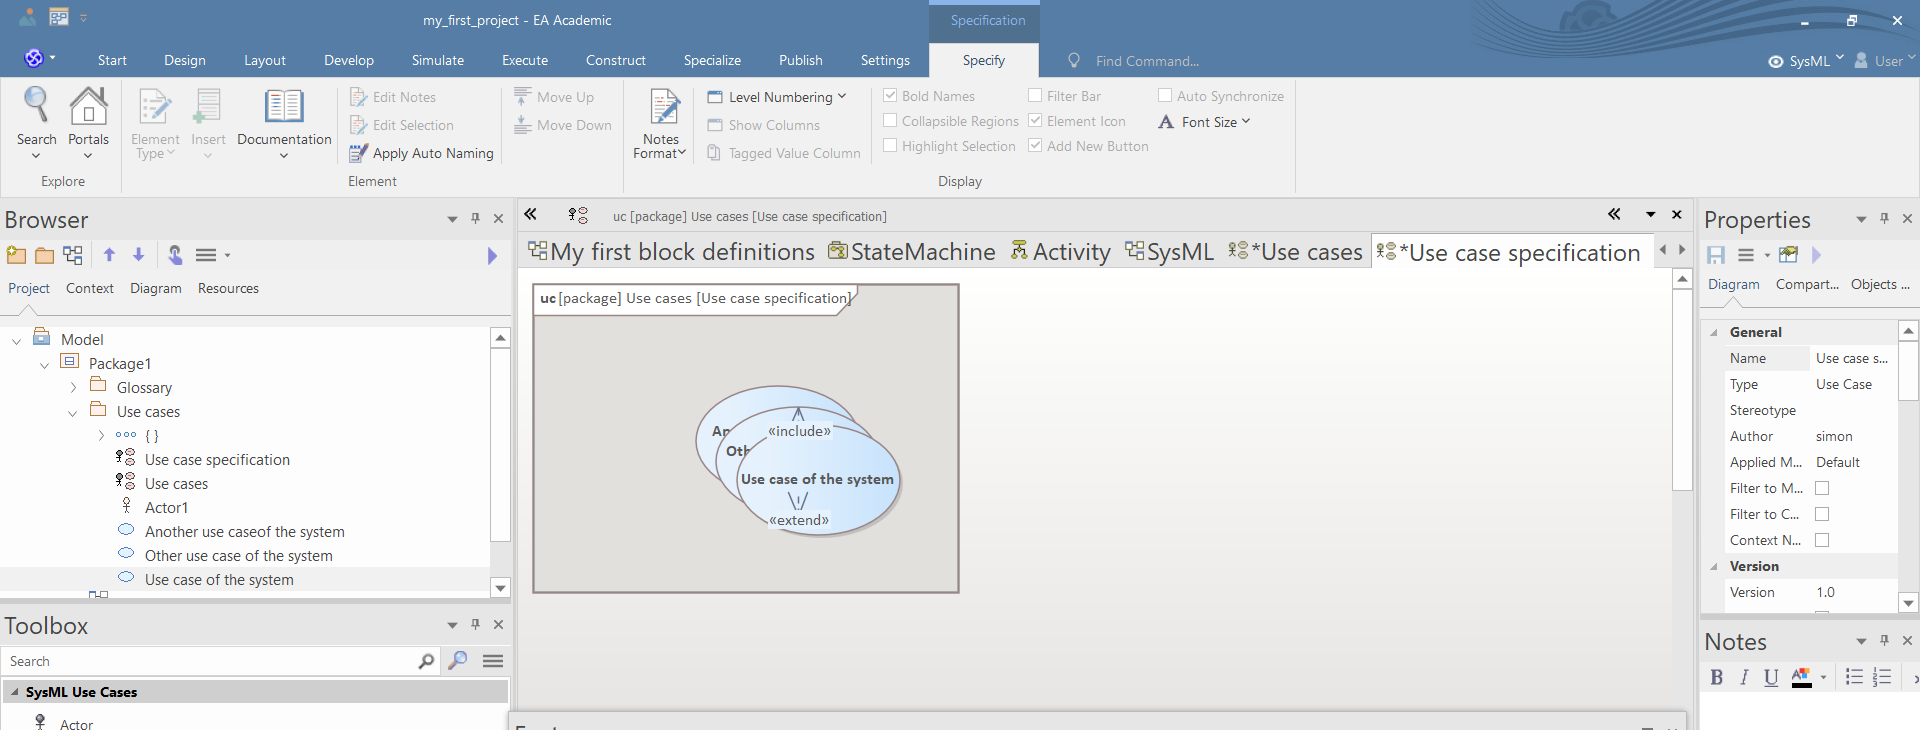 my_first_project - EA Academic
Specification
Start
Design
Layout
Develop
Simulate
Execute
Construct
Specialize
Publish
Settings
Specify
Find Command...
SysML
User
Search
Portals
Explore
Element Type
Insert
Documentation
Edit Notes
Edit Selection
Apply Auto Naming
Move Up
Move Down
Element
Notes Format
Level Numbering
Show Columns
Tagged Value Column
Bold Names
Collapsible Regions
Highlight Selection
Filter Bar
Element Icon
Add New Button
Auto Synchronize
Font Size
Display
Browser
Project
Context
Diagram
Resources
Model
Package1
Glossary
Use cases
{ }
Use case specification
Use cases
Actor1
Another use caseof the system
Other use case of the system
Use case of the system
Toolbox
Search
SysML Use Cases
Actor
uc [package] Use cases [Use case specification]
My first block definitions
StateMachine
Activity
SysML
*Use cases
*Use case specification
uc [package] Use cases [Use case specification]
An
Oth
«include»
Use case of the system
«extend»
Properties
Diagram
Compart...
Objects ...
General
Name
Use case s...
Type
Use Case
Stereotype
Author
simon
Applied M...
Default
Filter to M...
Filter to C...
Context N...
Version
Version
1.0
Notes
B
I
U
A